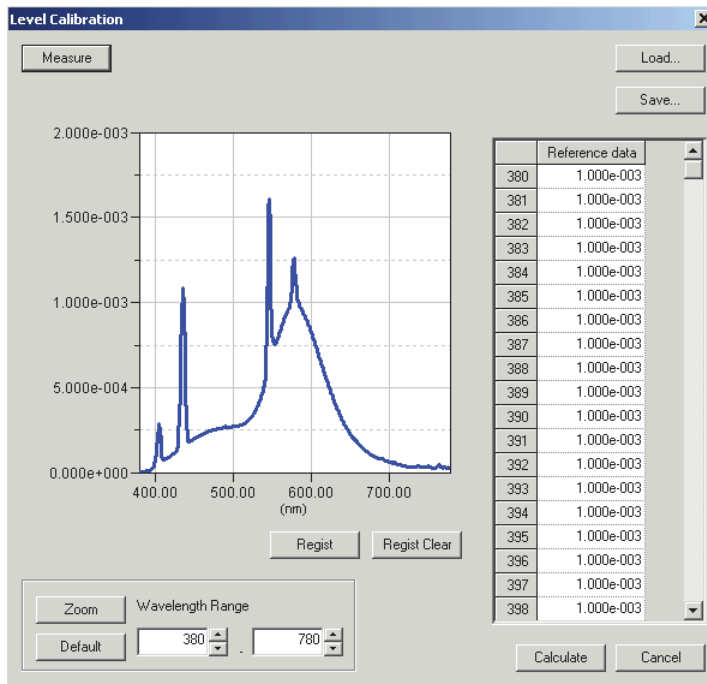 Level Calibration
Measure
Load...
Save...
2.000e-003
1.500e-003
1.000e-003
5.000e-004
0.000e+000
400.00 500.00 600.00 700.00
(nm)
Regist Regist Clear
Reference data
380 1.000e-003
381 1.000e-003
382 1.000e-003
383 1.000e-003
384 1.000e-003
385 1.000e-003
386 1.000e-003
387 1.000e-003
388 1.000e-003
389 1.000e-003
390 1.000e-003
391 1.000e-003
392 1.000e-003
393 1.000e-003
394 1.000e-003
395 1.000e-003
396 1.000e-003
397 1.000e-003
398 1.000e-003
Zoom Wavelength Range
Default 380 . 780
Calculate Cancel